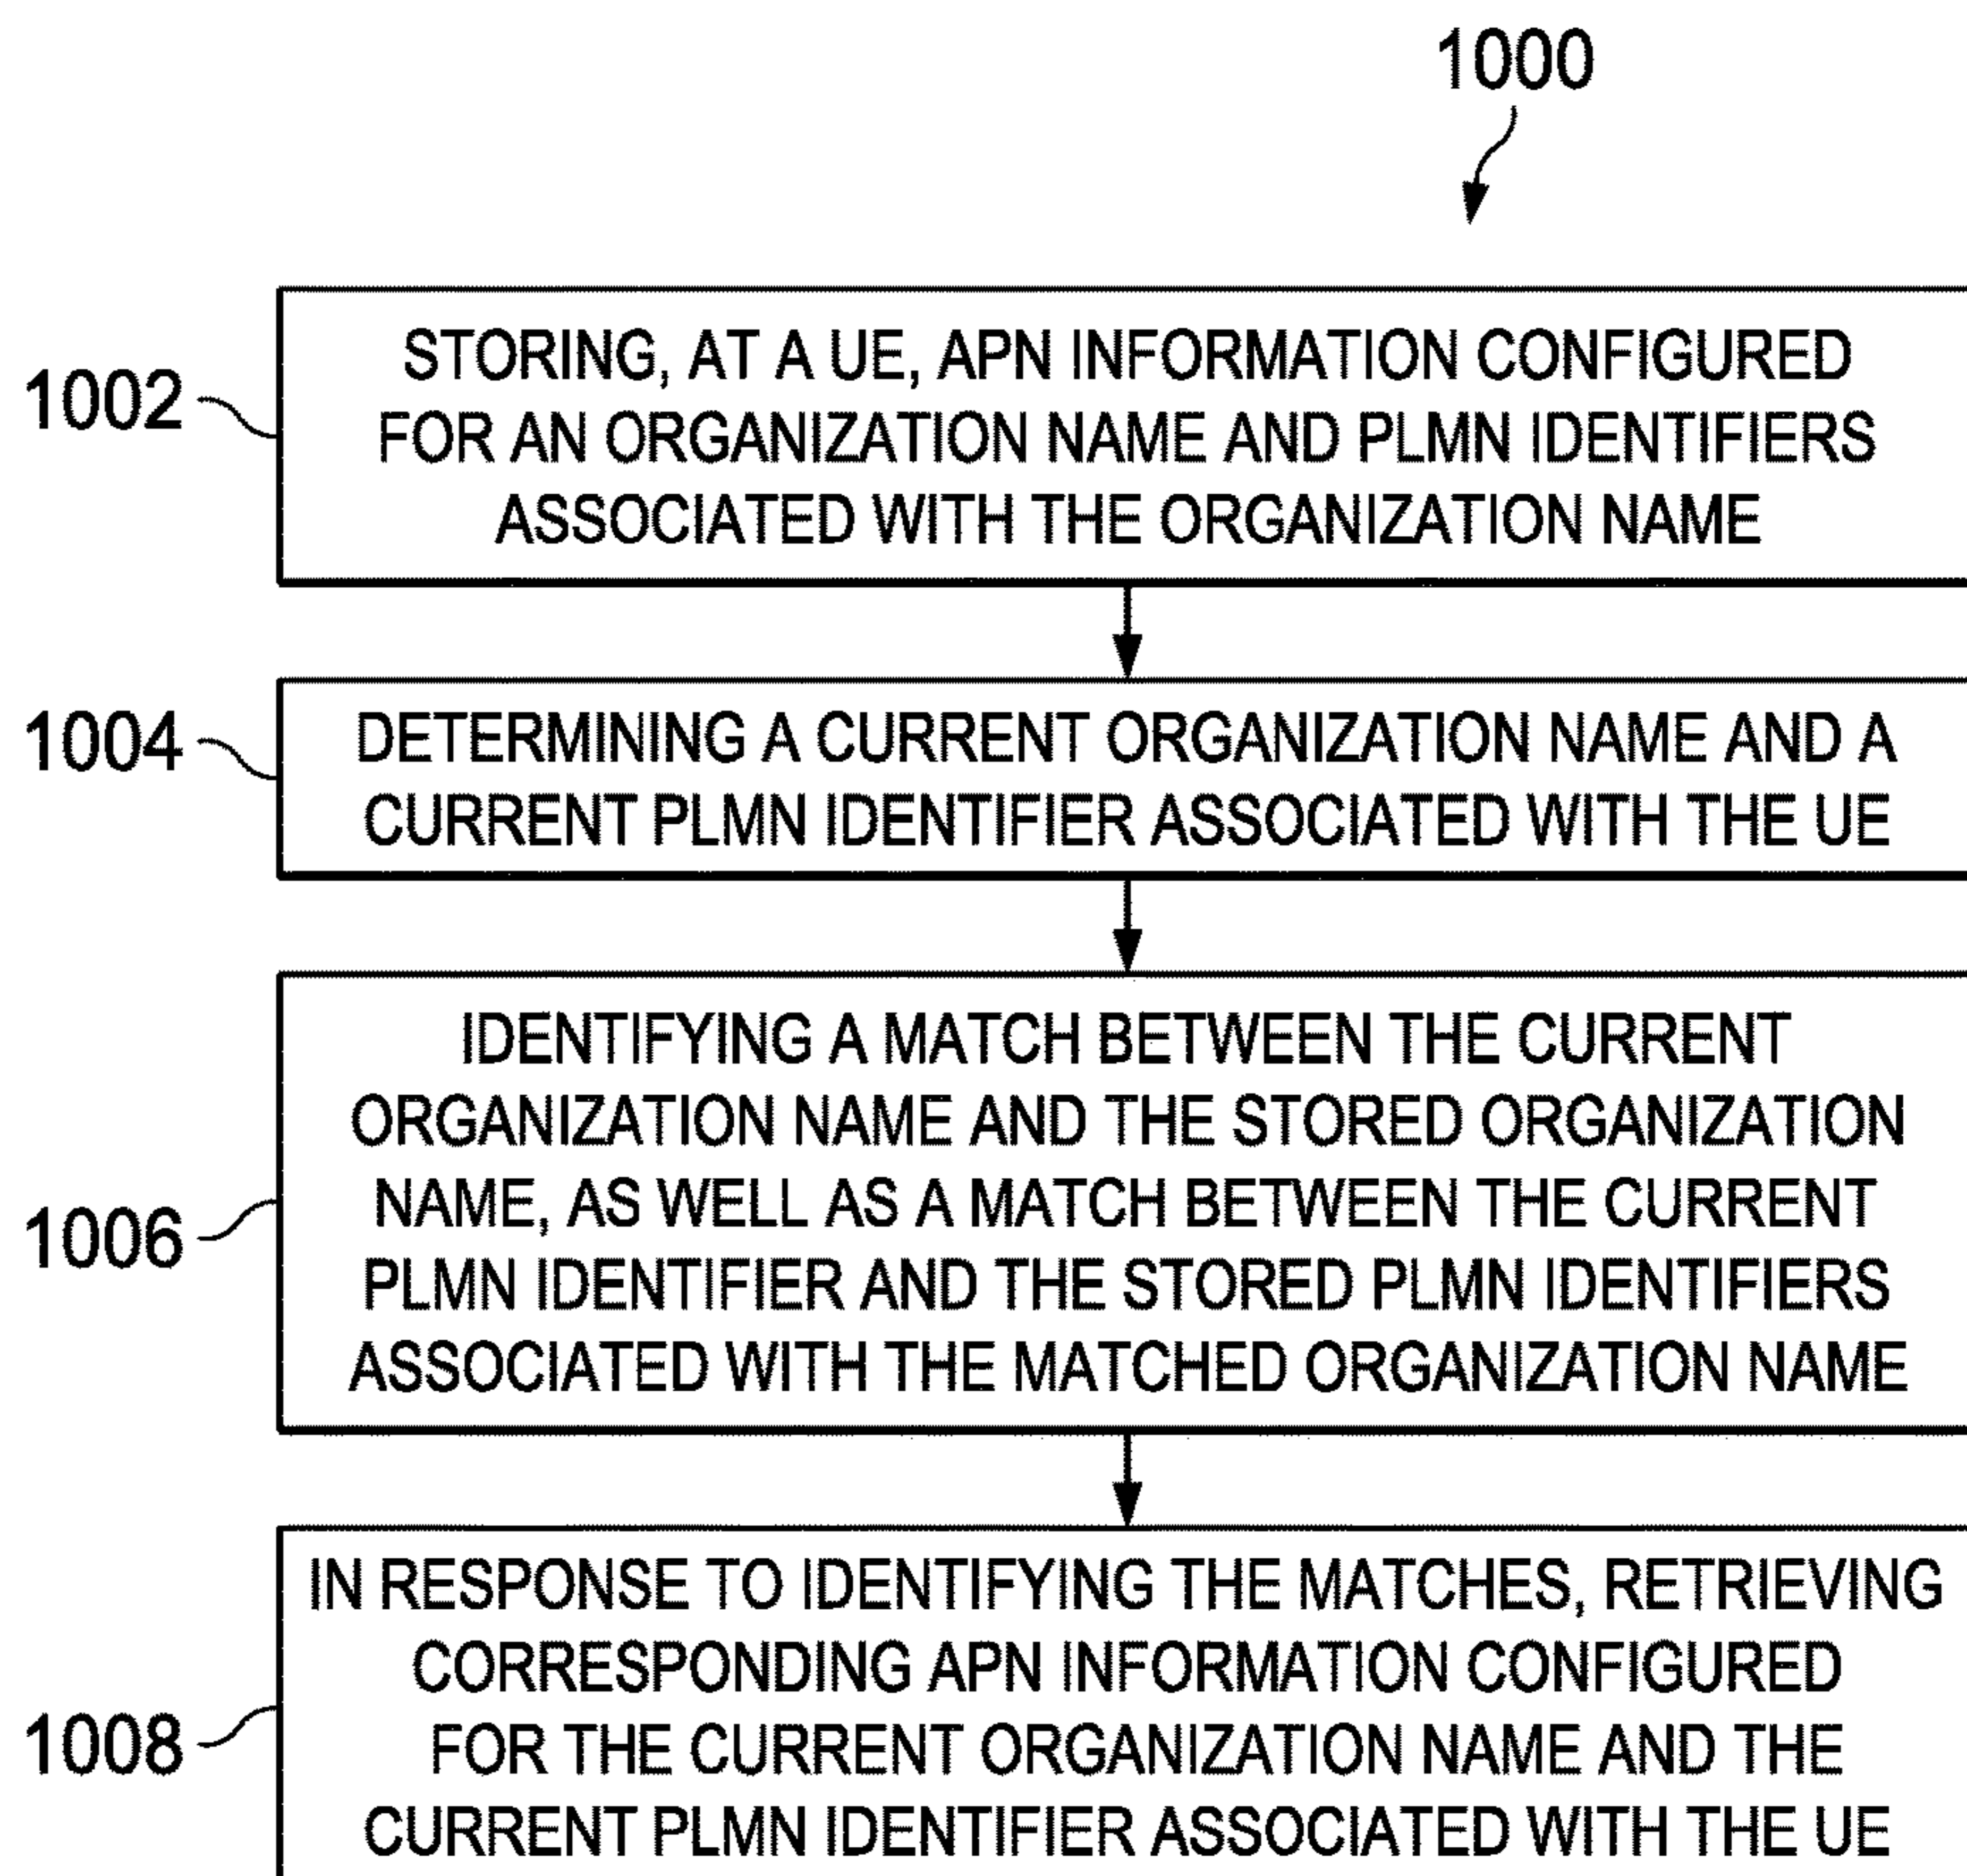 1000
1002
STORING, AT A UE, APN INFORMATION CONFIGURED
FOR AN ORGANIZATION NAME AND PLMN IDENTIFIERS
ASSOCIATED WITH THE ORGANIZATION NAME
1004
DETERMINING A CURRENT ORGANIZATION NAME AND A
CURRENT PLMN IDENTIFIER ASSOCIATED WITH THE UE
1006
IDENTIFYING A MATCH BETWEEN THE CURRENT
ORGANIZATION NAME AND THE STORED ORGANIZATION
NAME, AS WELL AS A MATCH BETWEEN THE CURRENT
PLMN IDENTIFIER AND THE STORED PLMN IDENTIFIERS
ASSOCIATED WITH THE MATCHED ORGANIZATION NAME
1008
IN RESPONSE TO IDENTIFYING THE MATCHES, RETRIEVING
CORRESPONDING APN INFORMATION CONFIGURED
FOR THE CURRENT ORGANIZATION NAME AND THE
CURRENT PLMN IDENTIFIER ASSOCIATED WITH THE UE